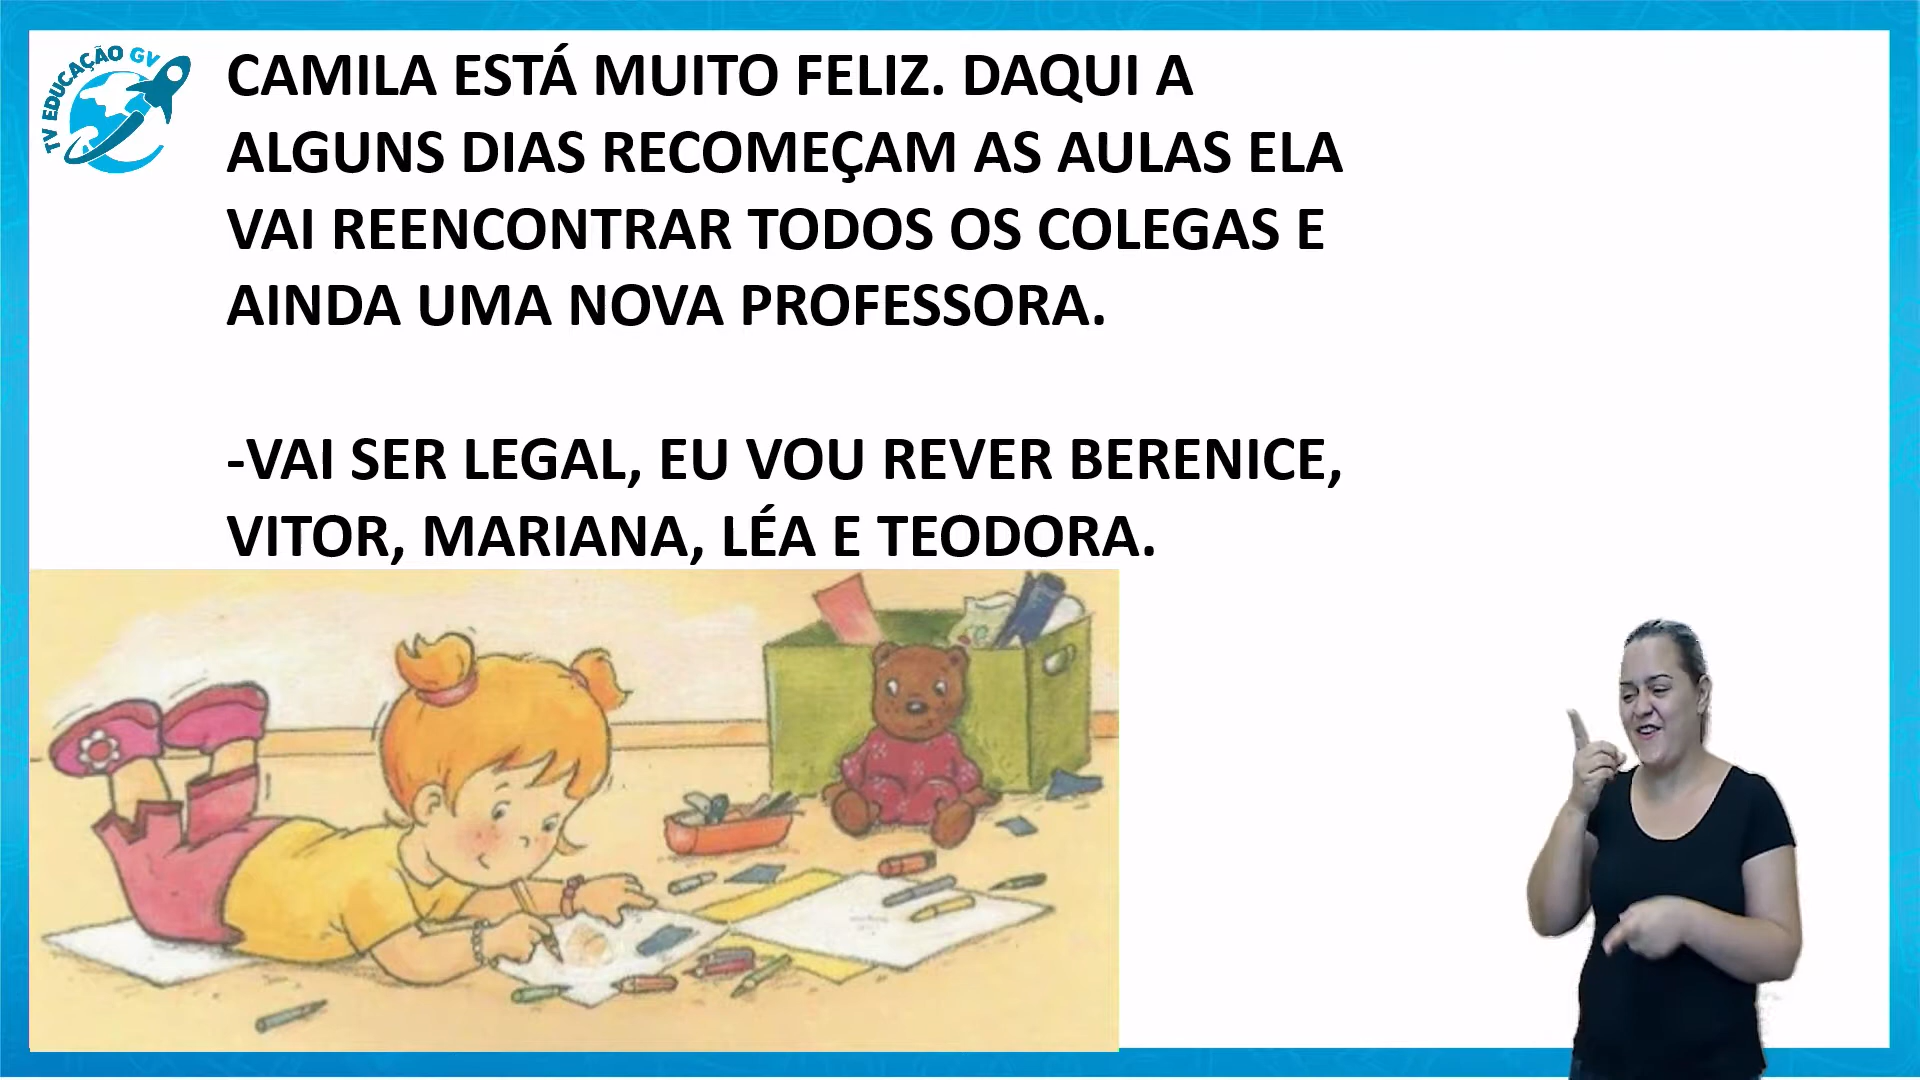 TV EDUCAÇÃO GV
CAMILA ESTÁ MUITO FELIZ. DAQUI A
ALGUNS DIAS RECOMEÇAM AS AULAS ELA
VAI REENCONTRAR TODOS OS COLEGAS E
AINDA UMA NOVA PROFESSORA.
-VAI SER LEGAL, EU VOU REVER BERENICE,
VITOR, MARIANA, LÉA E TEODORA.